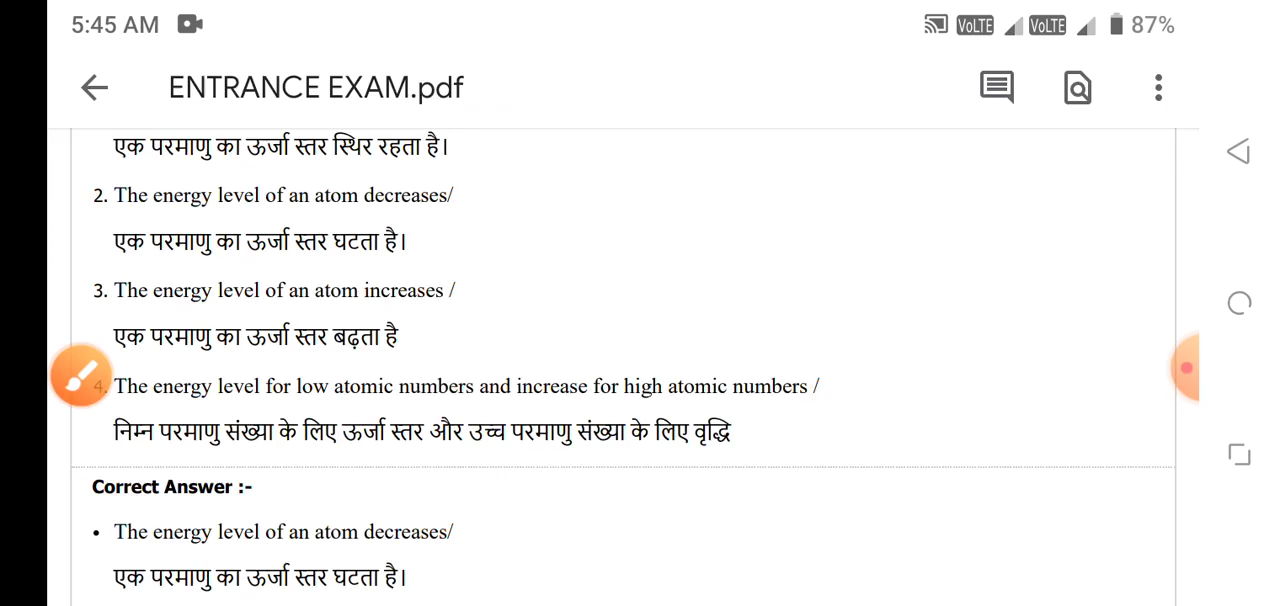 5:45 AM VoLTE VoLTE 87%
ENTRANCE EXAM.pdf
एक परमाणु का ऊर्जा स्तर स्थिर रहता है।
2. The energy level of an atom decreases/
एक परमाणु का ऊर्जा स्तर घटता है।
3. The energy level of an atom increases /
एक परमाणु का ऊर्जा स्तर बढ़ता है
4. The energy level for low atomic numbers and increase for high atomic numbers /
निम्न परमाणु संख्या के लिए ऊर्जा स्तर और उच्च परमाणु संख्या के लिए वृद्धि
Correct Answer :-
• The energy level of an atom decreases/
एक परमाणु का ऊर्जा स्तर घटता है।